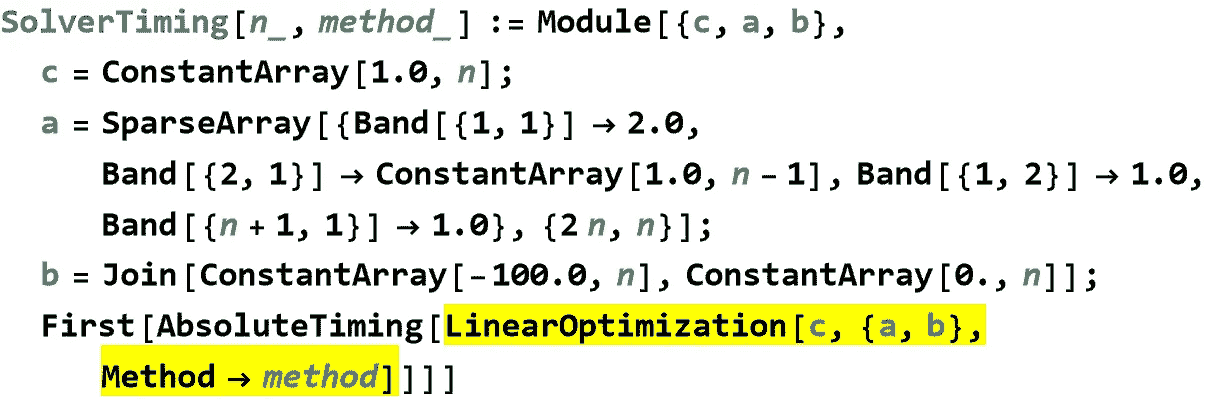 SolverTiming[n_, method_] := Module[{c, a, b},
c = ConstantArray[1.0, n];
a = SparseArray[{Band[{1, 1}] → 2.0,
Band[{2, 1}] → ConstantArray[1.0, n - 1], Band[{1, 2}] → 1.0,
Band[{n + 1, 1}] → 1.0}, {2 n, n}];
b = Join[ConstantArray[-100.0, n], ConstantArray[0., n]];
First[AbsoluteTiming[LinearOptimization[c, {a, b},
Method → method]]]]